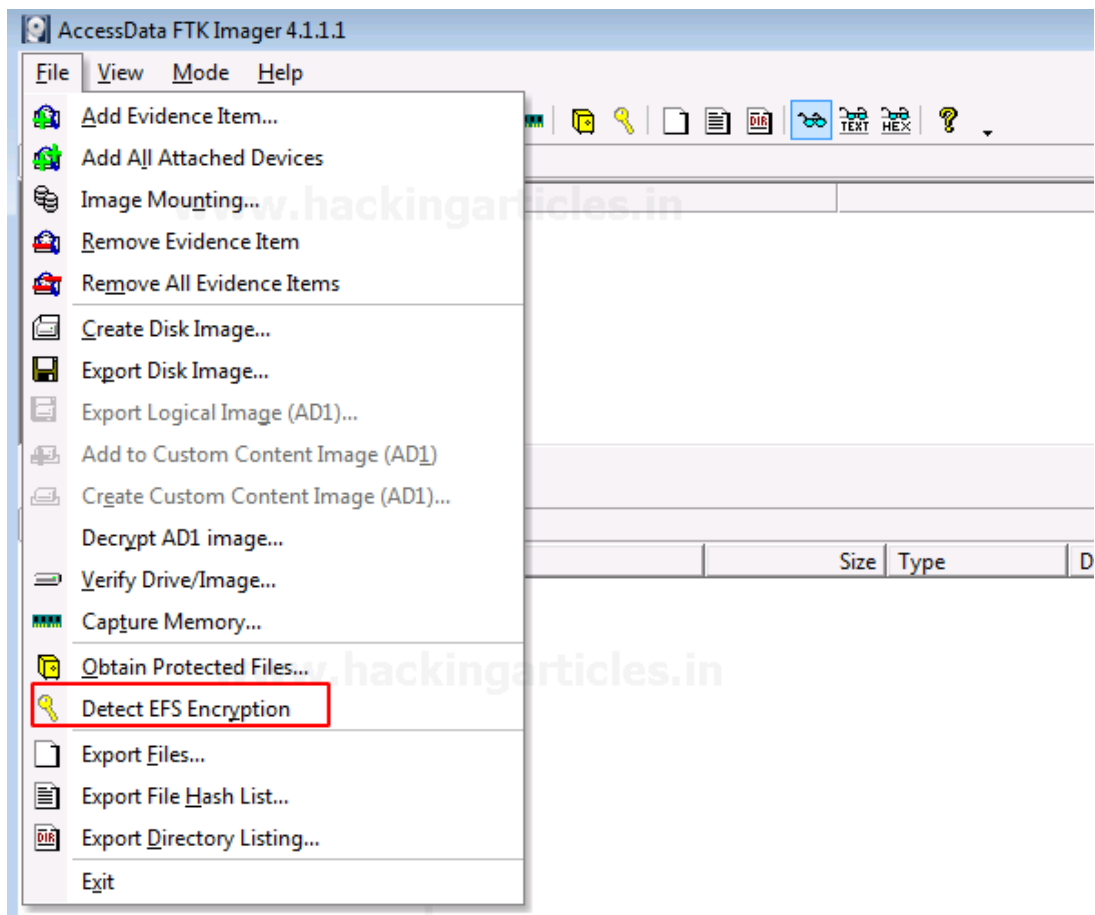 AccessData FTK Imager 4.1.1.1
File View Mode Help
TEXT HEX
DIR
Add Evidence Item...
Add All Attached Devices
Image Mounting...
www.hackingarticles.in
Remove Evidence Item
Remove All Evidence Items
Create Disk Image...
Export Disk Image...
Export Logical Image (AD1)...
Add to Custom Content Image (AD1)
Create Custom Content Image (AD1)...
Decrypt AD1 image...
Size Type D
Verify Drive/Image...
Capture Memory...
Obtain Protected Files...
www.hackingarticles.in
Detect EFS Encryption
Export Files...
Export File Hash List...
DIR Export Directory Listing...
Exit